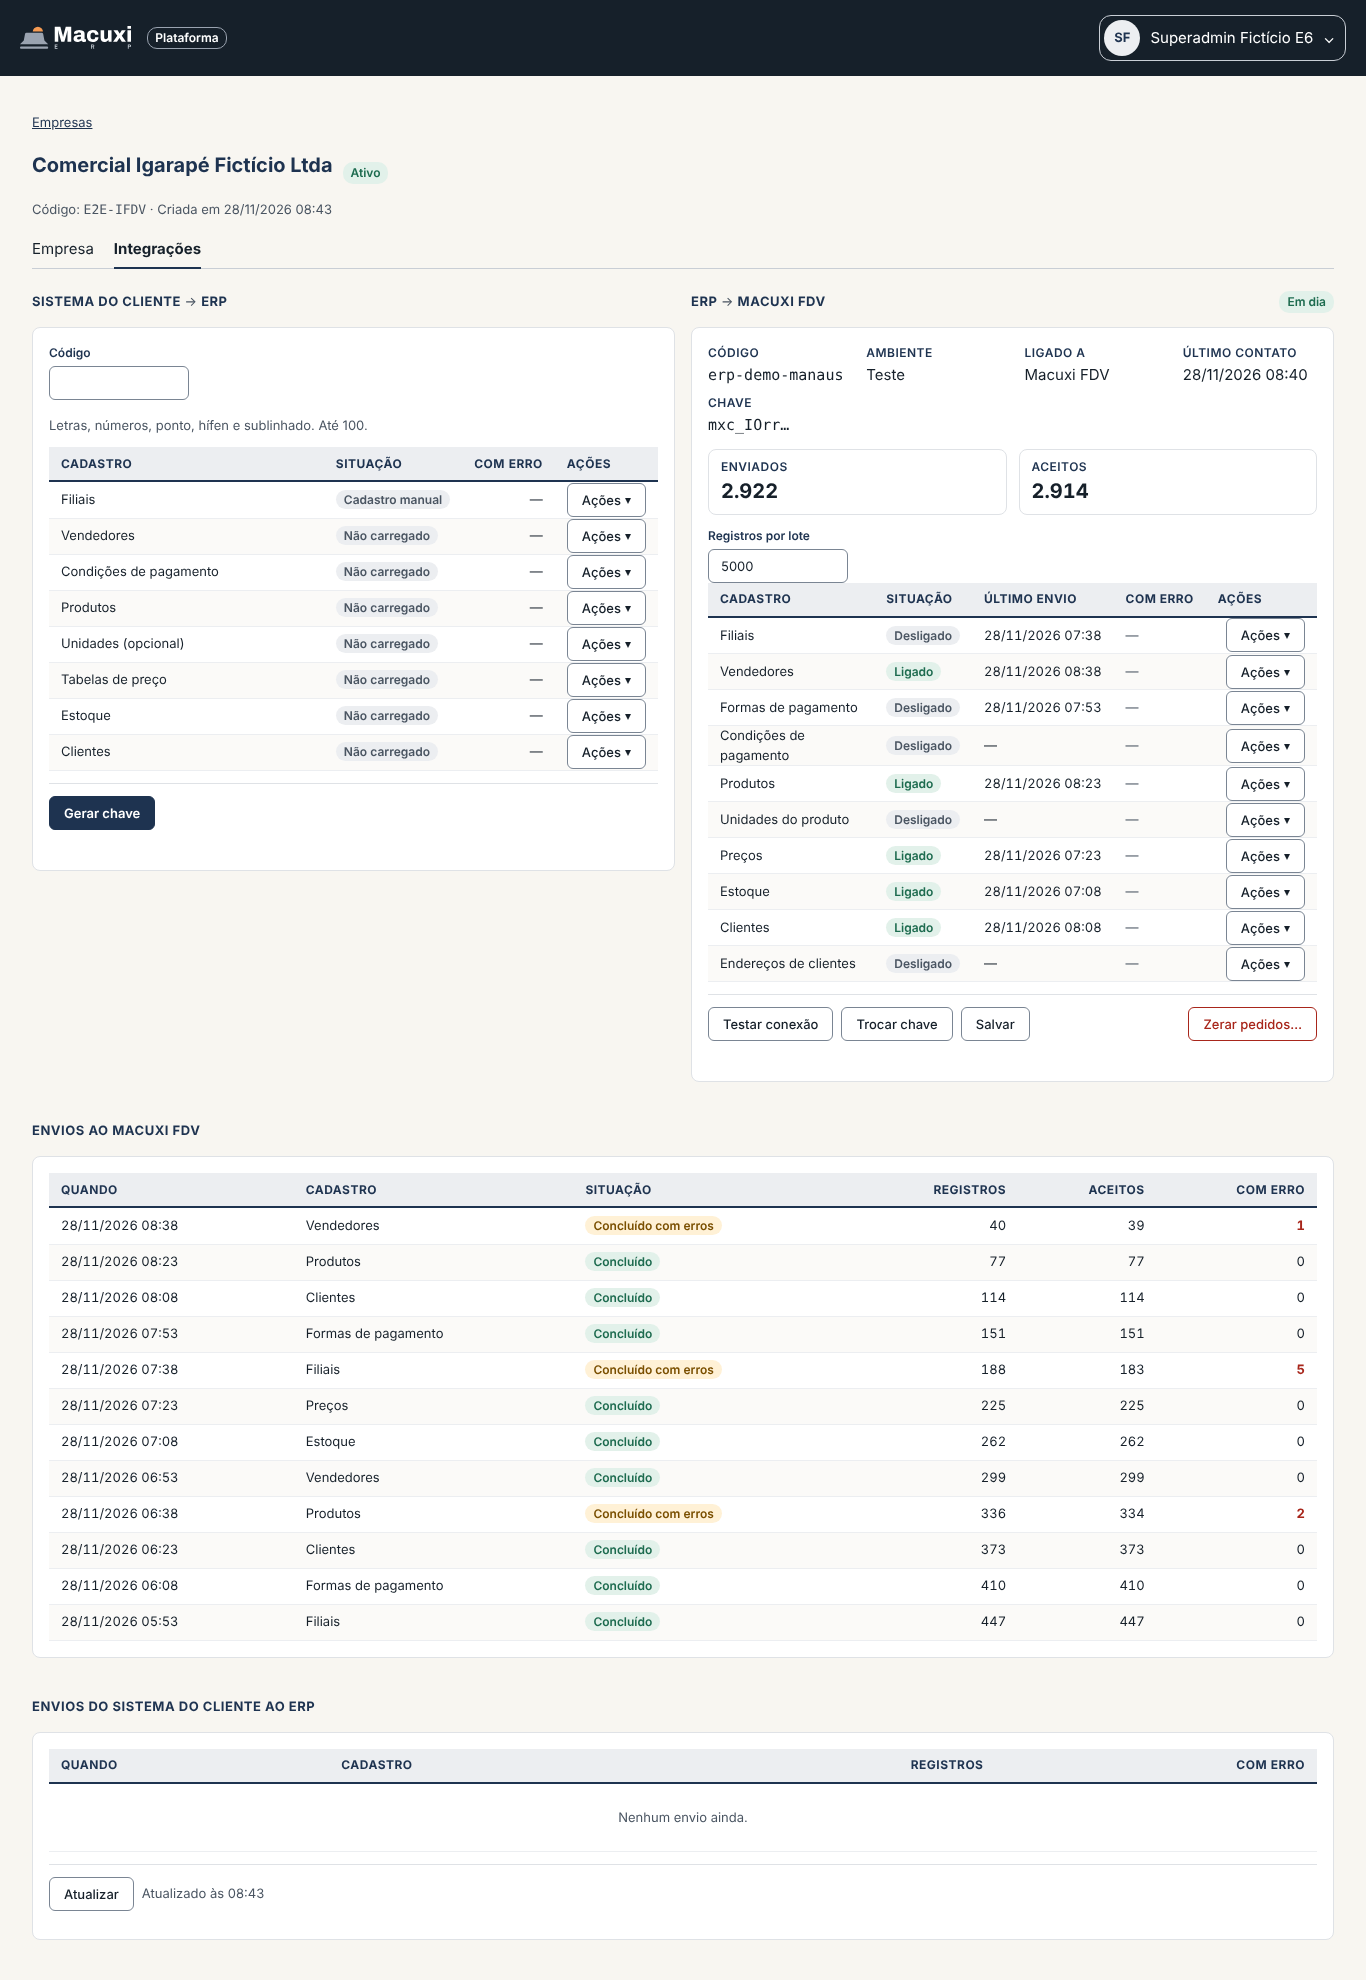 Macuxi
E R P
Plataforma
SF
Superadmin Fictício E6
Empresas
Comercial Igarapé Fictício Ltda
Ativo
Código: E2E-IFDV · Criada em 28/11/2026 08:43
Empresa
Integrações
SISTEMA DO CLIENTE → ERP
Código
Letras, números, ponto, hífen e sublinhado. Até 100.
CADASTRO SITUAÇÃO COM ERRO AÇÕES
Filiais Cadastro manual — Ações ▾
Vendedores Não carregado — Ações ▾
Condições de pagamento Não carregado — Ações ▾
Produtos Não carregado — Ações ▾
Unidades (opcional) Não carregado — Ações ▾
Tabelas de preço Não carregado — Ações ▾
Estoque Não carregado — Ações ▾
Clientes Não carregado — Ações ▾
Gerar chave
ERP → MACUXI FDV
Em dia
CÓDIGO AMBIENTE LIGADO A ÚLTIMO CONTATO
erp-demo-manaus Teste Macuxi FDV 28/11/2026 08:40
CHAVE
mxc_IOrr…
ENVIADOS ACEITOS
2.922 2.914
Registros por lote
5000
CADASTRO SITUAÇÃO ÚLTIMO ENVIO COM ERRO AÇÕES
Filiais Desligado 28/11/2026 07:38 — Ações ▾
Vendedores Ligado 28/11/2026 08:38 — Ações ▾
Formas de pagamento Desligado 28/11/2026 07:53 — Ações ▾
Condições de
pagamento Desligado — — Ações ▾
Produtos Ligado 28/11/2026 08:23 — Ações ▾
Unidades do produto Desligado — — Ações ▾
Preços Ligado 28/11/2026 07:23 — Ações ▾
Estoque Ligado 28/11/2026 07:08 — Ações ▾
Clientes Ligado 28/11/2026 08:08 — Ações ▾
Endereços de clientes Desligado — — Ações ▾
Testar conexão Trocar chave Salvar Zerar pedidos...
ENVIOS AO MACUXI FDV
QUANDO CADASTRO SITUAÇÃO REGISTROS ACEITOS COM ERRO
28/11/2026 08:38 Vendedores Concluído com erros 40 39 1
28/11/2026 08:23 Produtos Concluído 77 77 0
28/11/2026 08:08 Clientes Concluído 114 114 0
28/11/2026 07:53 Formas de pagamento Concluído 151 151 0
28/11/2026 07:38 Filiais Concluído com erros 188 183 5
28/11/2026 07:23 Preços Concluído 225 225 0
28/11/2026 07:08 Estoque Concluído 262 262 0
28/11/2026 06:53 Vendedores Concluído 299 299 0
28/11/2026 06:38 Produtos Concluído com erros 336 334 2
28/11/2026 06:23 Clientes Concluído 373 373 0
28/11/2026 06:08 Formas de pagamento Concluído 410 410 0
28/11/2026 05:53 Filiais Concluído 447 447 0
ENVIOS DO SISTEMA DO CLIENTE AO ERP
QUANDO CADASTRO REGISTROS COM ERRO
Nenhum envio ainda.
Atualizar Atualizado às 08:43